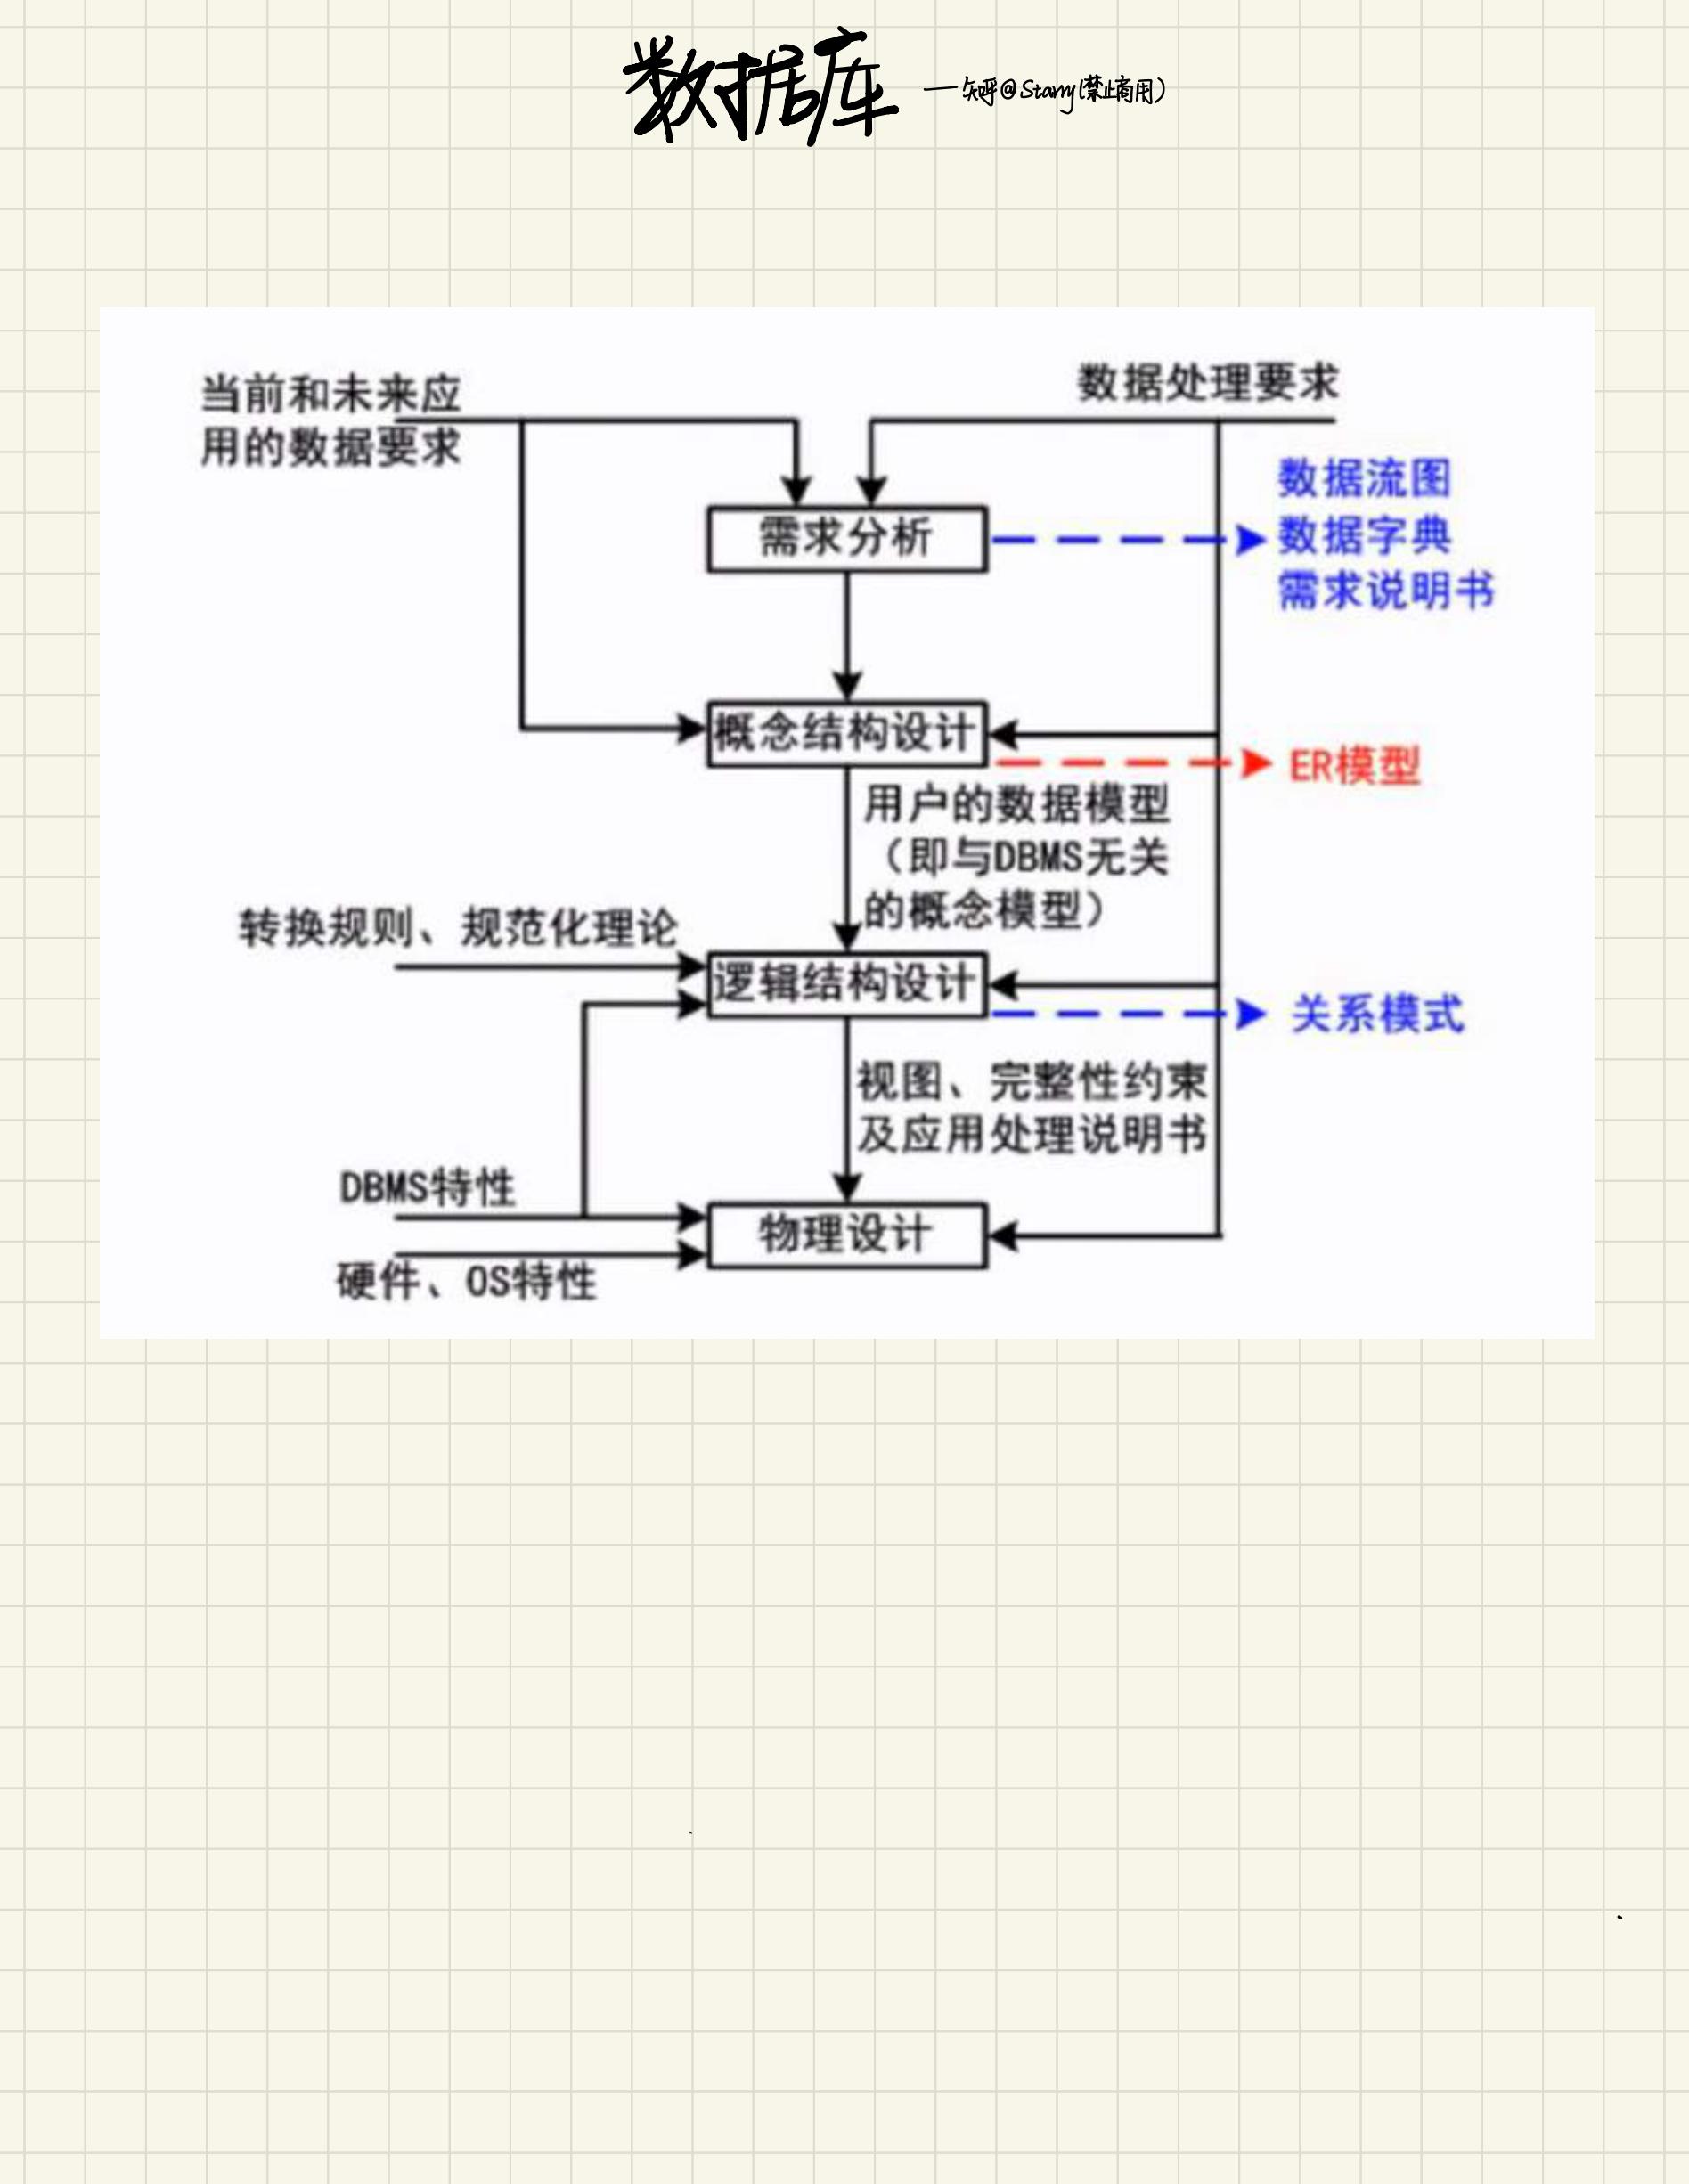 数据库 —知乎@Starry(禁止商用)
当前和未来应
用的数据要求
数据处理要求
数据流图
数据字典
需求说明书
需求分析
概念结构设计
ER模型
用户的数据模型
（即与DBMS无关
的概念模型）
转换规则、规范化理论
逻辑结构设计
关系模式
视图、完整性约束
及应用处理说明书
DBMS特性
物理设计
硬件、OS特性